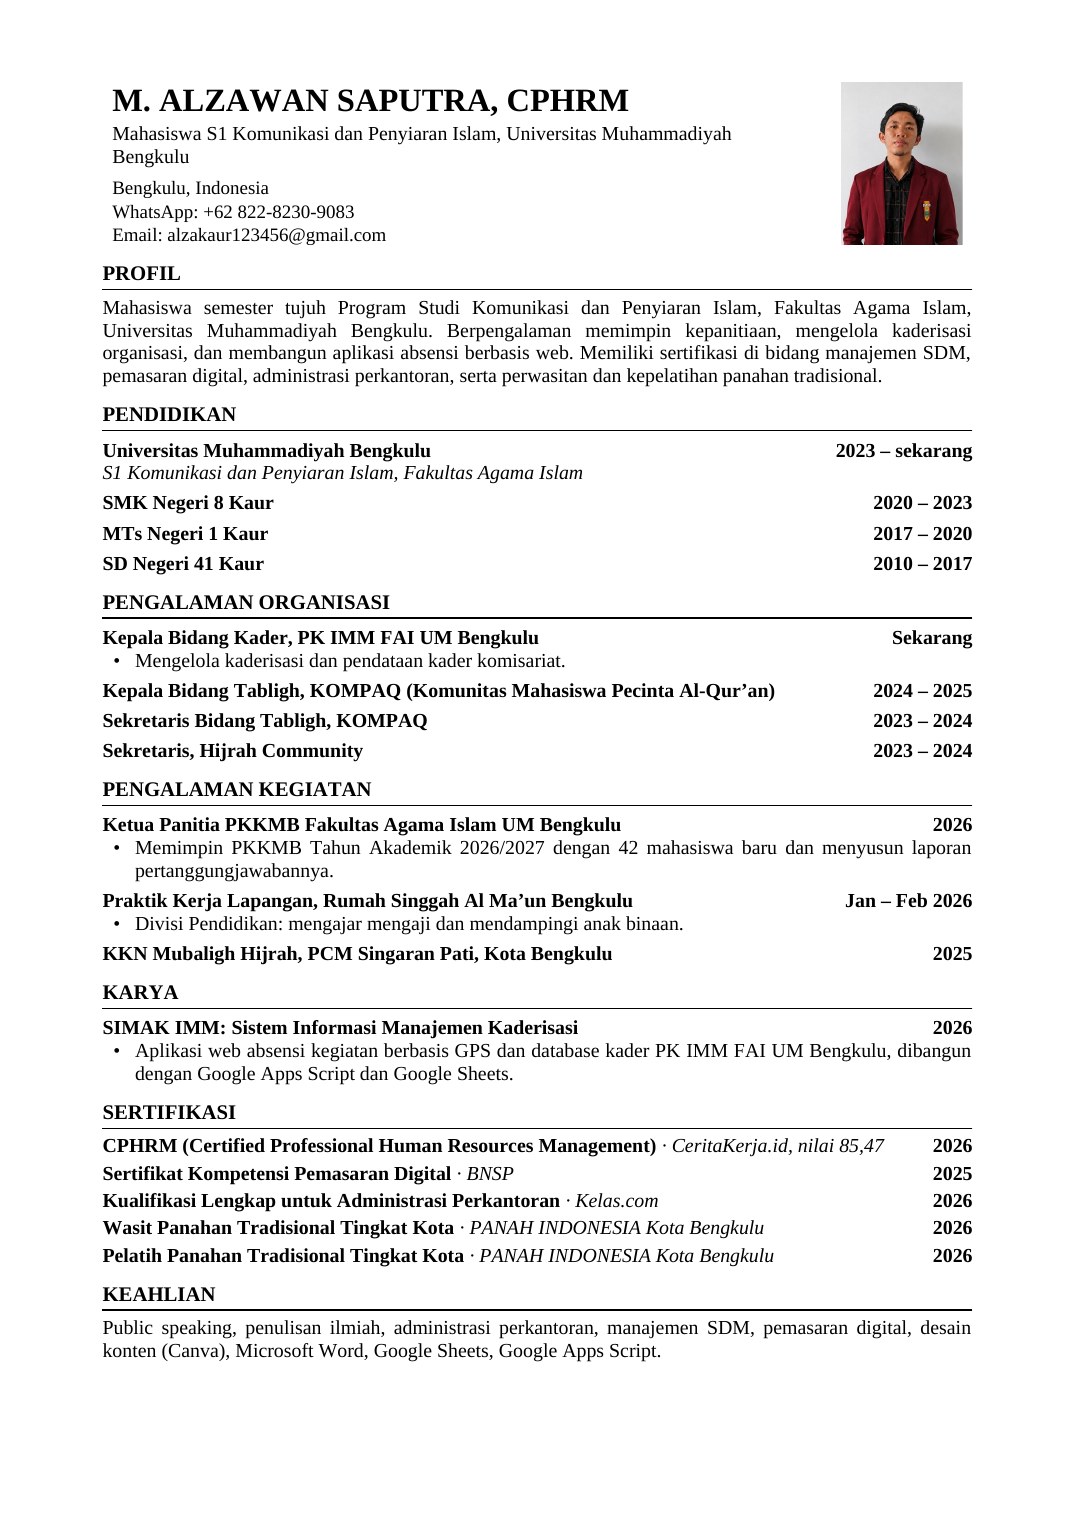 M. ALZAWAN SAPUTRA, CPHRM
Mahasiswa S1 Komunikasi dan Penyiaran Islam, Universitas Muhammadiyah
Bengkulu
Bengkulu, Indonesia
WhatsApp: +62 822-8230-9083
Email: alzakaur123456@gmail.com
PROFIL
Mahasiswa semester tujuh Program Studi Komunikasi dan Penyiaran Islam, Fakultas Agama Islam,
Universitas Muhammadiyah Bengkulu. Berpengalaman memimpin kepanitiaan, mengelola kaderisasi
organisasi, dan membangun aplikasi absensi berbasis web. Memiliki sertifikasi di bidang manajemen SDM,
pemasaran digital, administrasi perkantoran, serta perwasitan dan kepelatihan panahan tradisional.
PENDIDIKAN
Universitas Muhammadiyah Bengkulu 2023 – sekarang
S1 Komunikasi dan Penyiaran Islam, Fakultas Agama Islam
SMK Negeri 8 Kaur 2020 – 2023
MTs Negeri 1 Kaur 2017 – 2020
SD Negeri 41 Kaur 2010 – 2017
PENGALAMAN ORGANISASI
Kepala Bidang Kader, PK IMM FAI UM Bengkulu Sekarang
• Mengelola kaderisasi dan pendataan kader komisariat.
Kepala Bidang Tabligh, KOMPAQ (Komunitas Mahasiswa Pecinta Al-Qur’an) 2024 – 2025
Sekretaris Bidang Tabligh, KOMPAQ 2023 – 2024
Sekretaris, Hijrah Community 2023 – 2024
PENGALAMAN KEGIATAN
Ketua Panitia PKKMB Fakultas Agama Islam UM Bengkulu 2026
• Memimpin PKKMB Tahun Akademik 2026/2027 dengan 42 mahasiswa baru dan menyusun laporan
pertanggungjawabannya.
Praktik Kerja Lapangan, Rumah Singgah Al Ma’un Bengkulu Jan – Feb 2026
• Divisi Pendidikan: mengajar mengaji dan mendampingi anak binaan.
KKN Mubaligh Hijrah, PCM Singaran Pati, Kota Bengkulu 2025
KARYA
SIMAK IMM: Sistem Informasi Manajemen Kaderisasi 2026
• Aplikasi web absensi kegiatan berbasis GPS dan database kader PK IMM FAI UM Bengkulu, dibangun
dengan Google Apps Script dan Google Sheets.
SERTIFIKASI
CPHRM (Certified Professional Human Resources Management) · CeritaKerja.id, nilai 85,47 2026
Sertifikat Kompetensi Pemasaran Digital · BNSP 2025
Kualifikasi Lengkap untuk Administrasi Perkantoran · Kelas.com 2026
Wasit Panahan Tradisional Tingkat Kota · PANAH INDONESIA Kota Bengkulu 2026
Pelatih Panahan Tradisional Tingkat Kota · PANAH INDONESIA Kota Bengkulu 2026
KEAHLIAN
Public speaking, penulisan ilmiah, administrasi perkantoran, manajemen SDM, pemasaran digital, desain
konten (Canva), Microsoft Word, Google Sheets, Google Apps Script.